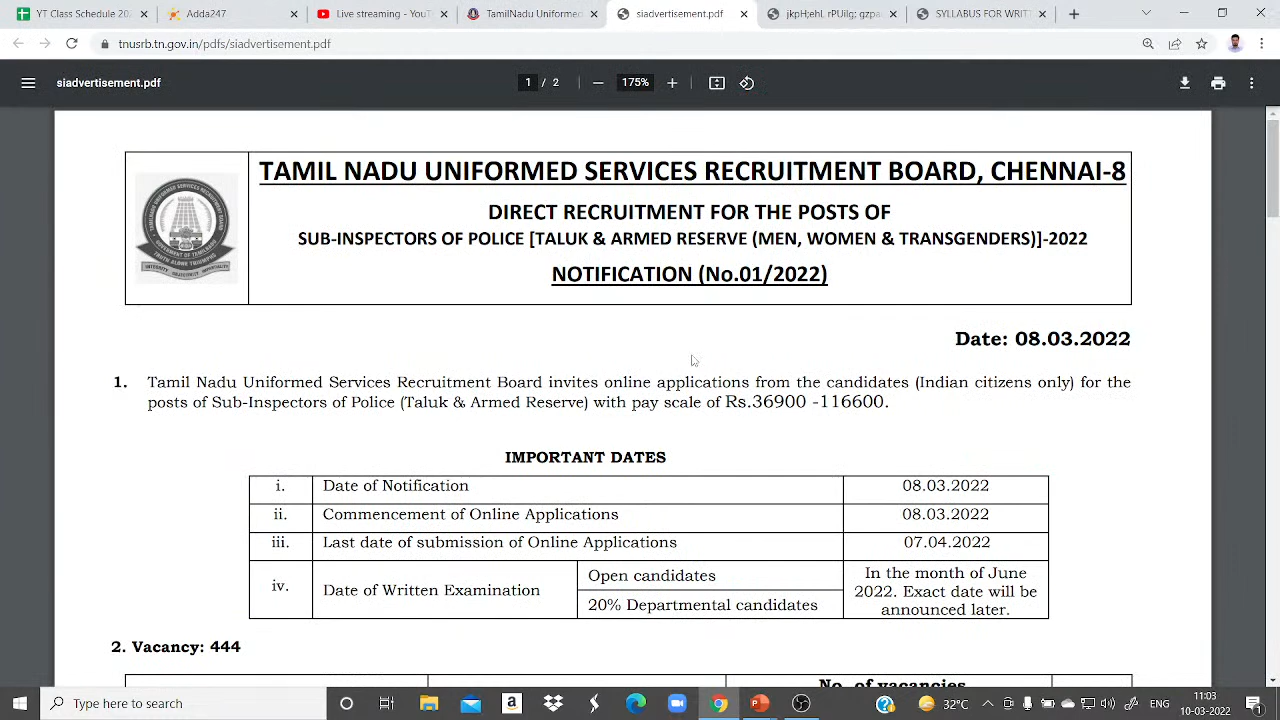 YT Class Schedule 20
Adda247
Live streaming - YouT
TamilNadu Uniformed
siadvertisement.pdf
jkpH;ehL rPUilg; gzpa
SYLLABUS FOR WRIT
tnusrb.tn.gov.in/pdfs/siadvertisement.pdf
siadvertisement.pdf
1 / 2
175%
TAMIL NADU UNIFORMED SERVICES RECRUITMENT BOARD, CHENNAI-8
DIRECT RECRUITMENT FOR THE POSTS OF
SUB-INSPECTORS OF POLICE [TALUK & ARMED RESERVE (MEN, WOMEN & TRANSGENDERS)]-2022
NOTIFICATION (No.01/2022)
TRUTH ALONE TRIUMPHS
Date: 08.03.2022
1. Tamil Nadu Uniformed Services Recruitment Board invites online applications from the candidates (Indian citizens only) for the
posts of Sub-Inspectors of Police (Taluk & Armed Reserve) with pay scale of Rs.36900 -116600.
IMPORTANT DATES
i. Date of Notification 08.03.2022
ii. Commencement of Online Applications 08.03.2022
iii. Last date of submission of Online Applications 07.04.2022
iv. Date of Written Examination
Open candidates
20% Departmental candidates
In the month of June
2022. Exact date will be
announced later.
2. Vacancy: 444
No. of vacancies
Type here to search
32°C
ENG
11:03
10-03-2022